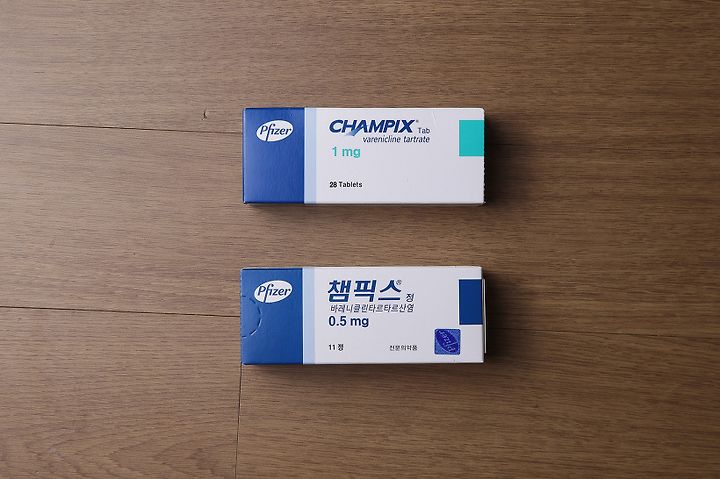 Pfizer
CHAMPIX® Tab
varenicline tartrate
1 mg
28 Tablets
Pfizer
챔픽스® 정
바레니클린타르타르산염
0.5 mg
11 정
전문의약품
Pfizer